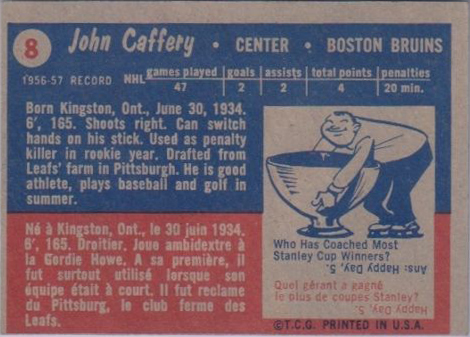 8 John Caffery • CENTER • BOSTON BRUINS
1956-57 RECORD NHL games played goals assists total points penalties
47 2 2 4 20 min.
Born Kingston, Ont., June 30, 1934.
6', 165. Shoots right. Can switch
hands on his stick. Used as penalty
killer in rookie year. Drafted from
Leafs' farm in Pittsburgh. He is good
athlete, plays baseball and golf in
summer.
Né à Kingston, Ont., le 30 juin 1934.
6', 165. Droitier. Joue ambidextre à
la Gordie Howe. A sa première, il
fut surtout utilisé lorsque son
équipe était à court. Il fut reclame
du Pittsburg, le club ferme des
Leafs.
Who Has Coached Most
Stanley Cup Winners?
Ans: Happy Day, 5.
Quel gérant a gagné
le plus de coupes Stanley?
Happy Day, 5.
©T.C.G. PRINTED IN U.S.A.